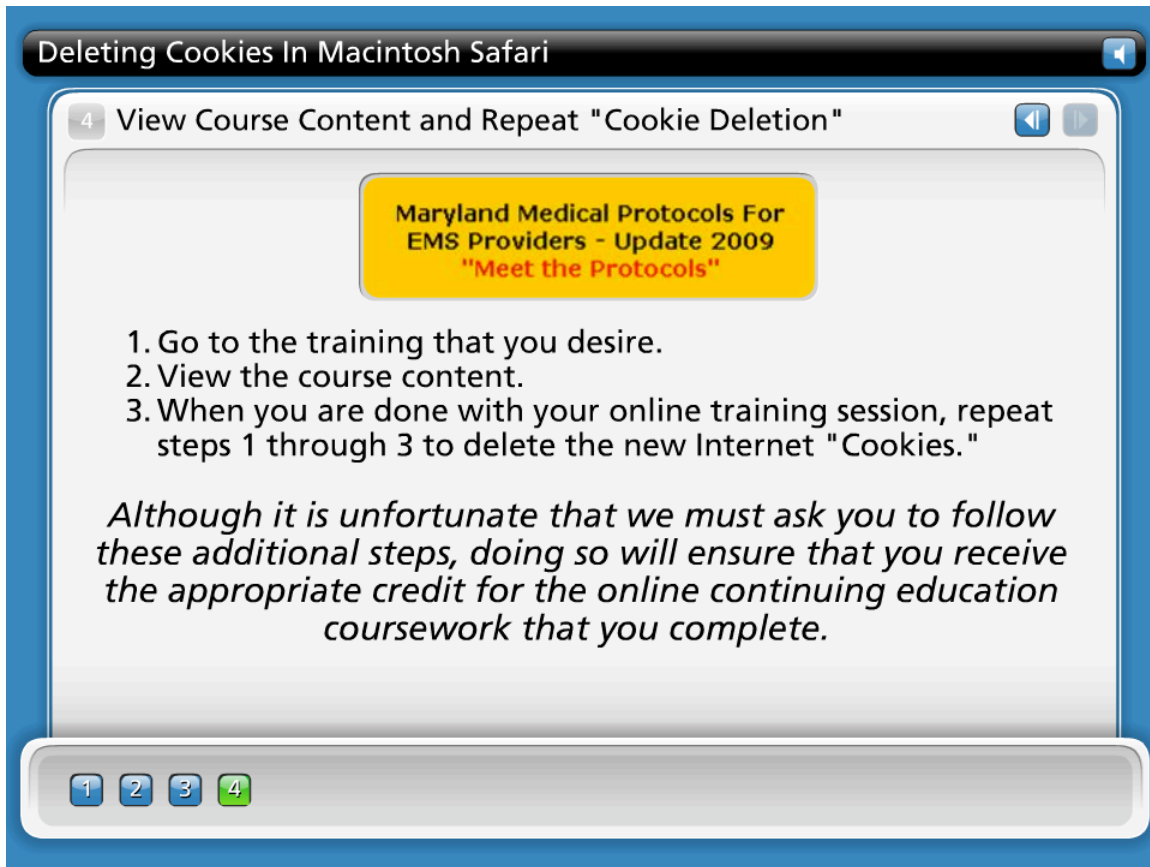 Deleting Cookies In Macintosh Safari
4 View Course Content and Repeat "Cookie Deletion"
Maryland Medical Protocols For
EMS Providers - Update 2009
"Meet the Protocols"
1. Go to the training that you desire.
2. View the course content.
3. When you are done with your online training session, repeat
steps 1 through 3 to delete the new Internet "Cookies."
Although it is unfortunate that we must ask you to follow
these additional steps, doing so will ensure that you receive
the appropriate credit for the online continuing education
coursework that you complete.
1 2 3 4